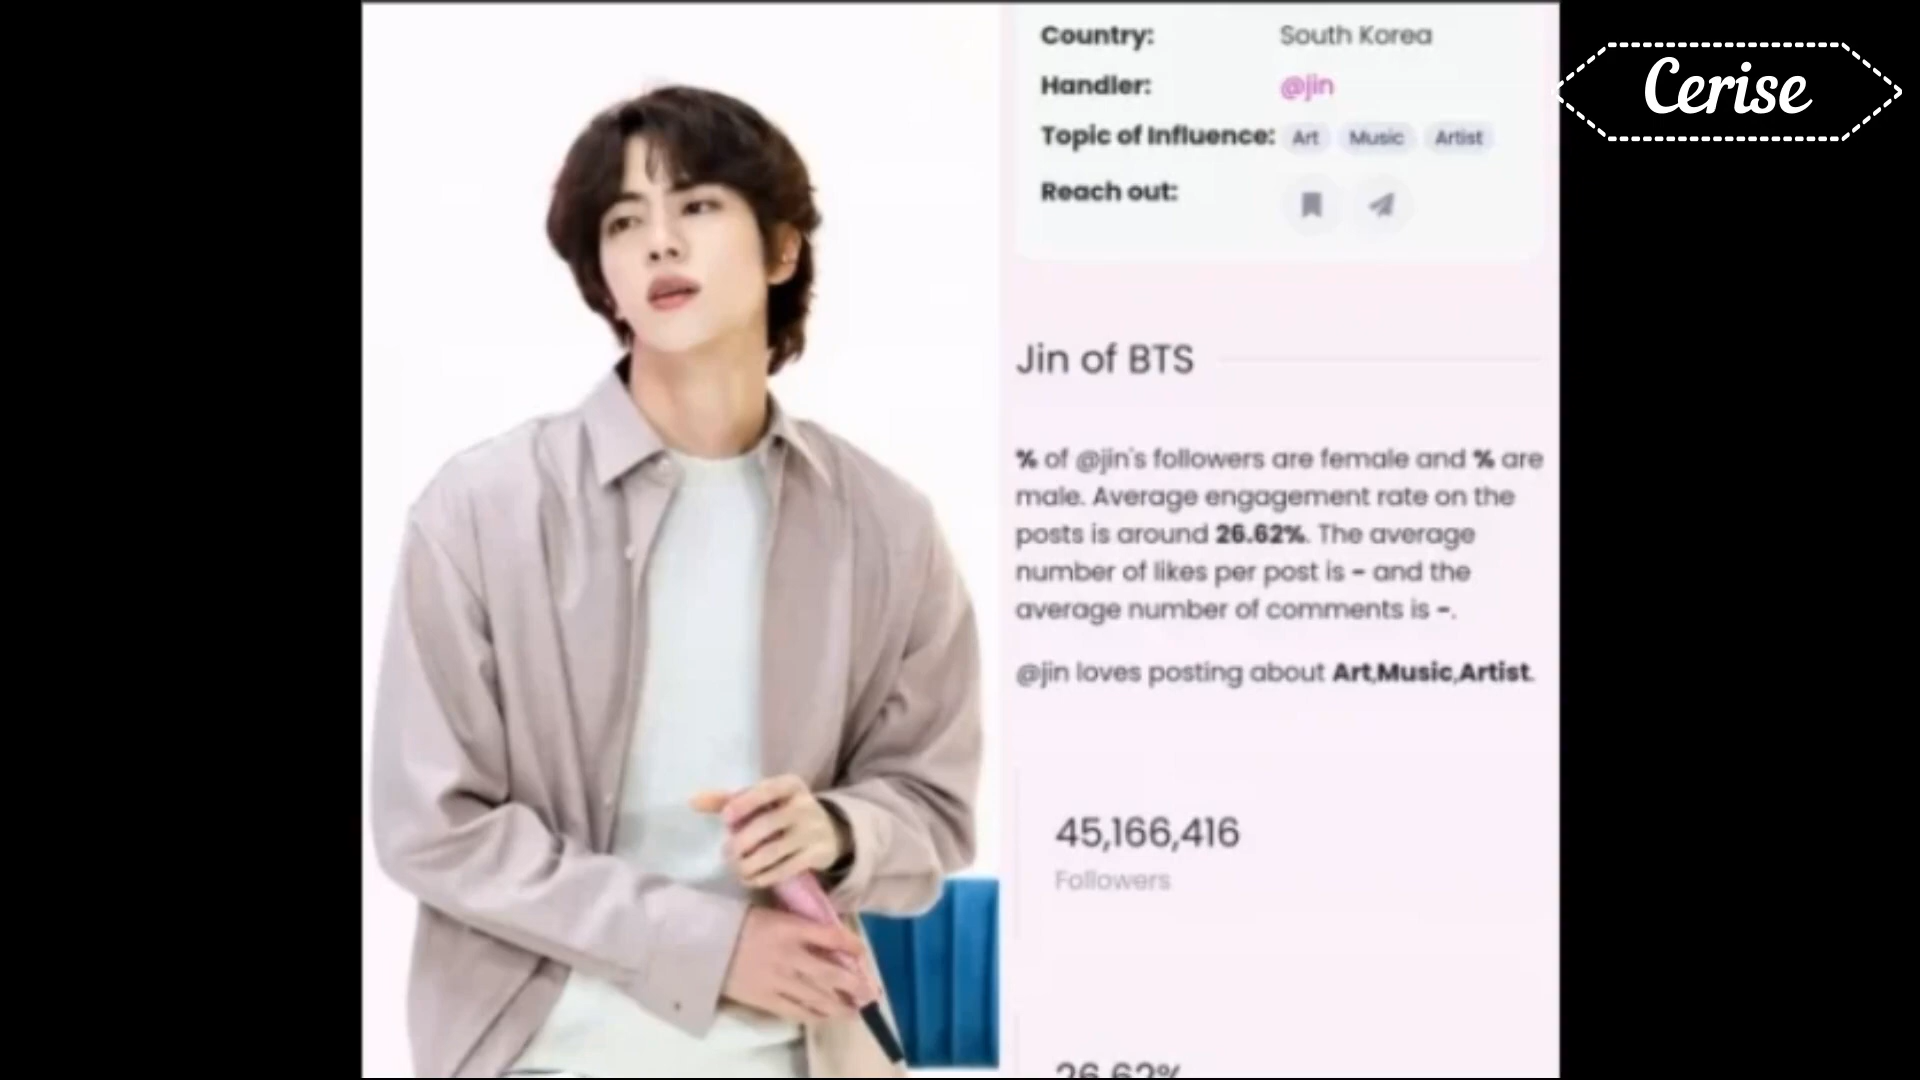 Country: South Korea
Handler: @jin
Topic of Influence: Art Music Artist
Reach out:
Jin of BTS
% of @jin's followers are female and % are
male. Average engagement rate on the
posts is around 26.62%. The average
number of likes per post is - and the
average number of comments is -.
@jin loves posting about Art,Music,Artist.
45,166,416
Followers
26.62%
Cerise